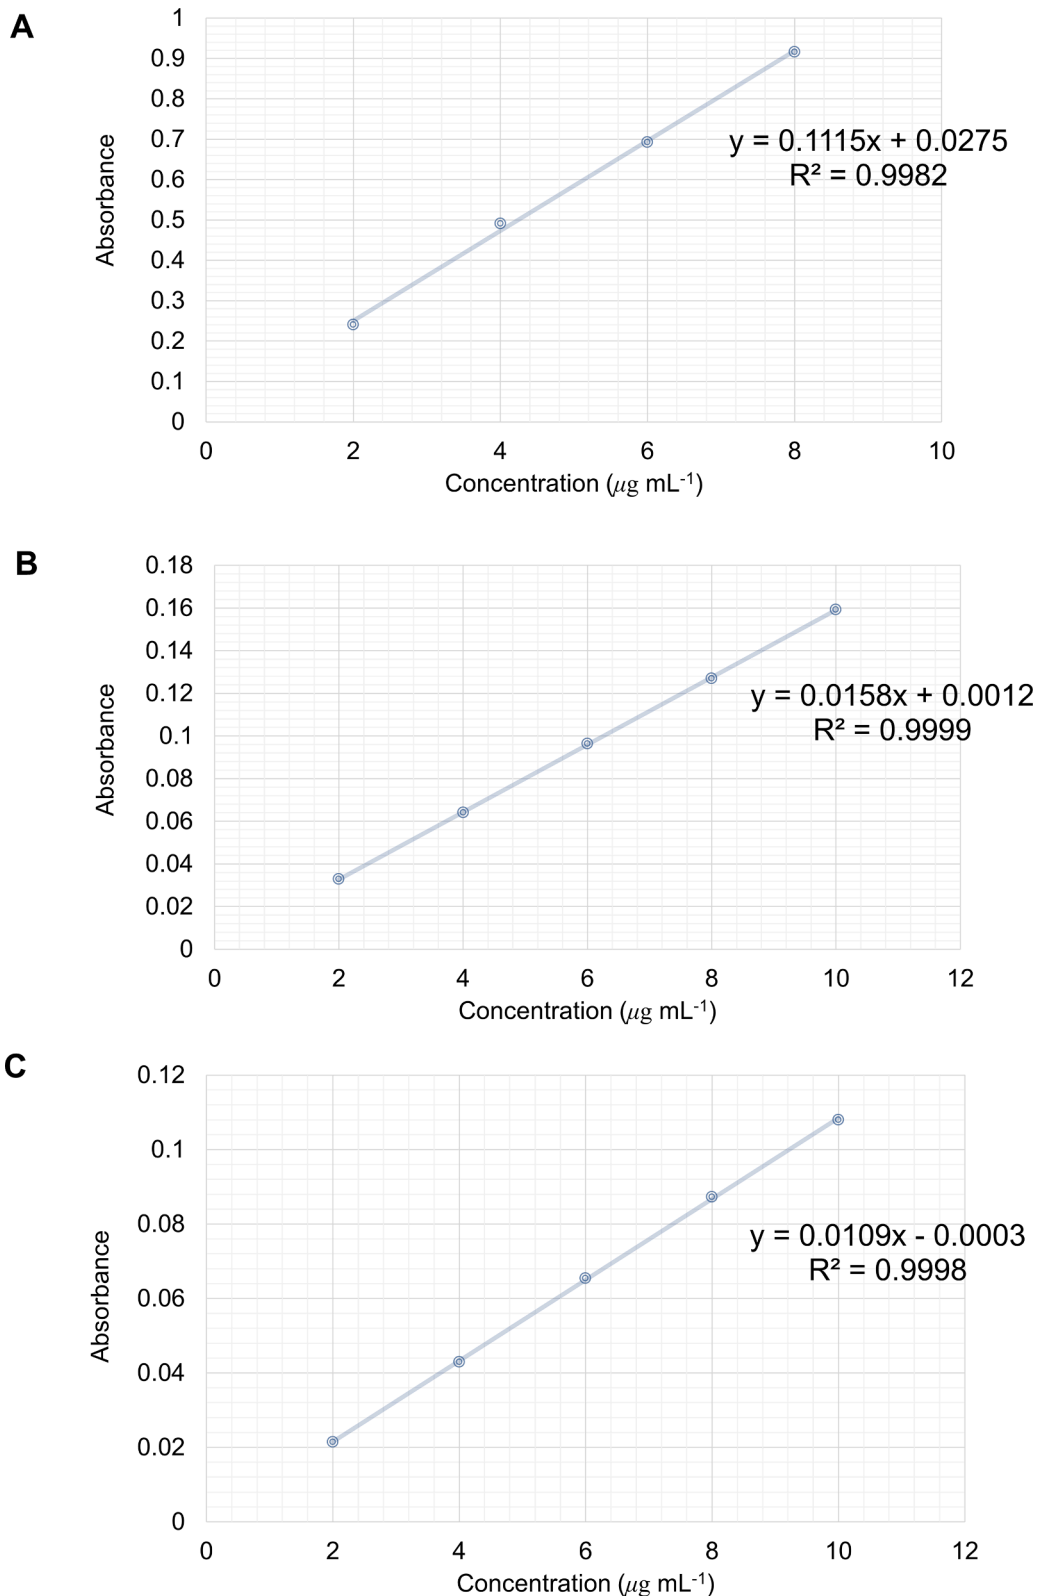 A
1
0.9
0.8
0.7
0.6
0.5
0.4
0.3
0.2
0.1
0
Absorbance
y = 0.1115x + 0.0275
R² = 0.9982
0 2 4 6 8 10
Concentration (µg mL⁻¹)
B
0.18
0.16
0.14
0.12
0.1
0.08
0.06
0.04
0.02
0
Absorbance
y = 0.0158x + 0.0012
R² = 0.9999
0 2 4 6 8 10 12
Concentration (µg mL⁻¹)
C
0.12
0.1
0.08
0.06
0.04
0.02
0
Absorbance
y = 0.0109x - 0.0003
R² = 0.9998
0 2 4 6 8 10 12
Concentration (µg mL⁻¹)